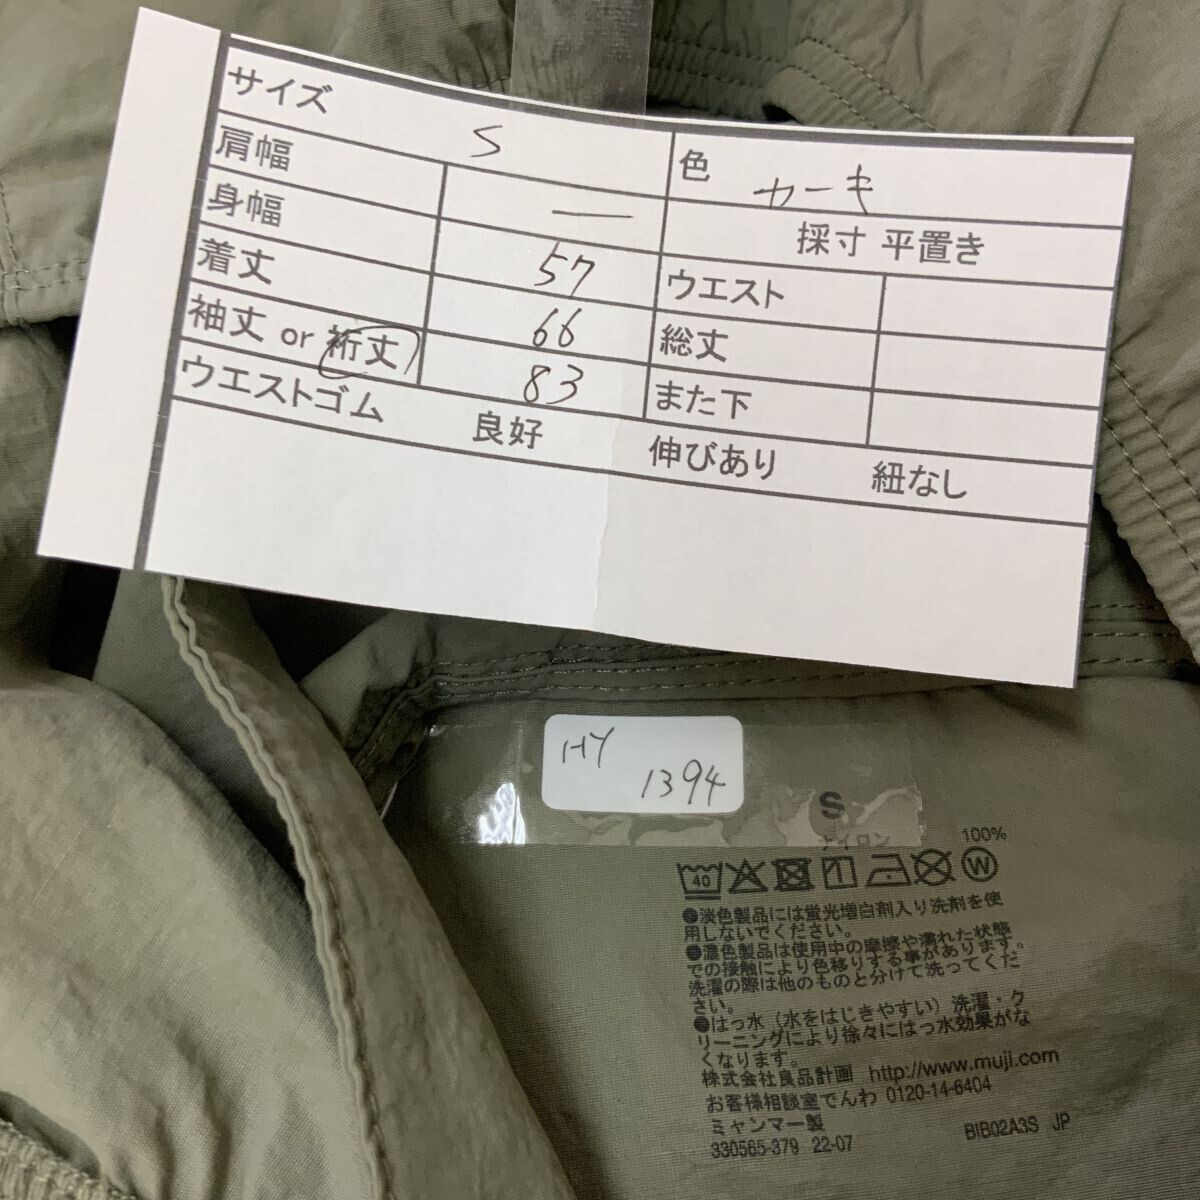 サイズ S 色 カーキ
肩幅 — 採寸 平置き
身幅 57 ウエスト
着丈 66 総丈
袖丈 or 裄丈 83 また下
ウエストゴム 良好 伸びあり 紐なし
HY
1394
S
ナイロン 100%
40 W
●淡色製品には蛍光増白剤入り洗剤を使
用しないでください。
●濃色製品は使用中の摩擦や濡れた状態
での接触により色移りする事があります。
洗濯の際は他のものと分けて洗ってくだ
さい。
●はっ水（水をはじきやすい）洗濯・ク
リーニングにより徐々にはっ水効果がな
くなります。
株式会社良品計画 http://www.muji.com
お客様相談室でんわ 0120-14-6404
ミャンマー製
330565-379 22-07 BIB02A3S JP